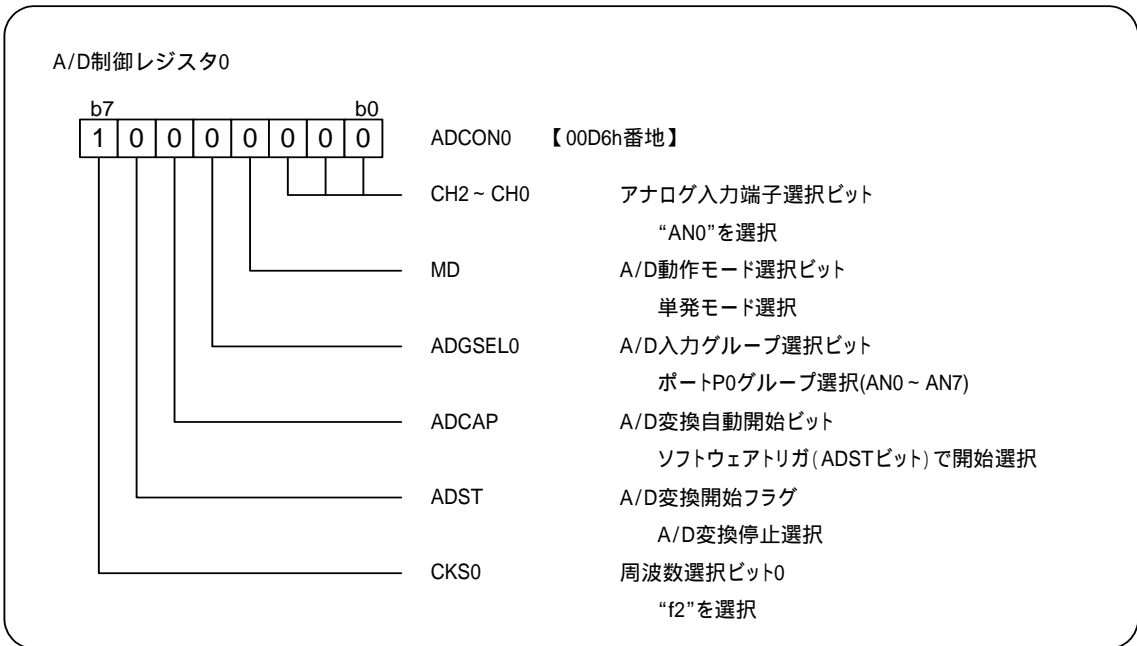 A/D制御レジスタ0
b7 b0
1 0 0 0 0 0 0 0 ADCON0 【00D6h番地】
CH2~CH0 アナログ入力端子選択ビット
“AN0”を選択
MD A/D動作モード選択ビット
単発モード選択
ADGSEL0 A/D入力グループ選択ビット
ポートP0グループ選択(AN0~AN7)
ADCAP A/D変換自動開始ビット
ソフトウェアトリガ(ADSTビット)で開始選択
ADST A/D変換開始フラグ
A/D変換停止選択
CKS0 周波数選択ビット0
“f2”を選択